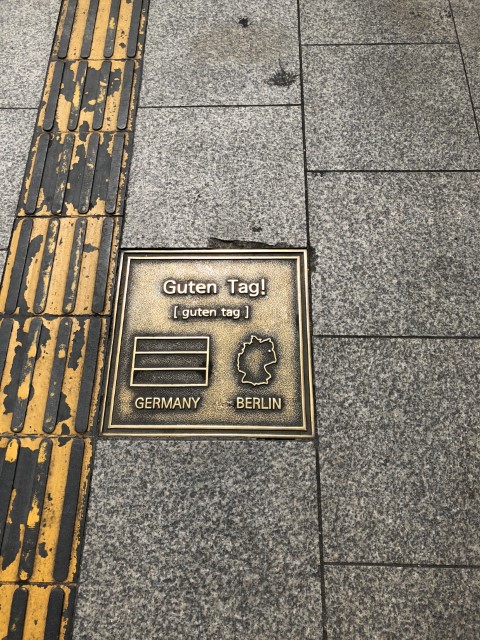 Guten Tag!
[ guten tag ]
GERMANY BERLIN